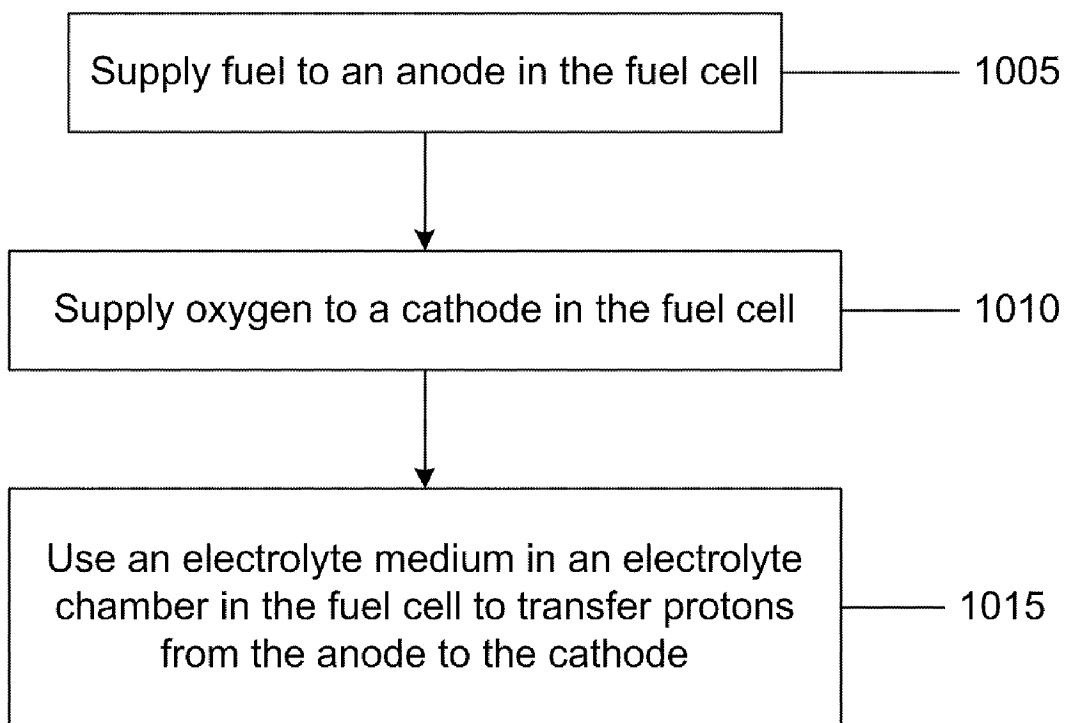 Supply fuel to an anode in the fuel cell
1005
Supply oxygen to a cathode in the fuel cell
1010
Use an electrolyte medium in an electrolyte
chamber in the fuel cell to transfer protons
from the anode to the cathode
1015